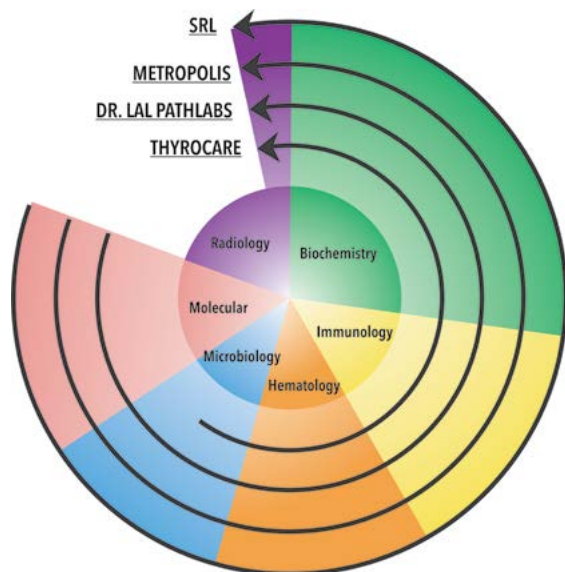 SRL
METROPOLIS
DR. LAL PATHLABS
THYROCARE
Radiology
Biochemistry
Molecular
Immunology
Microbiology
Hematology